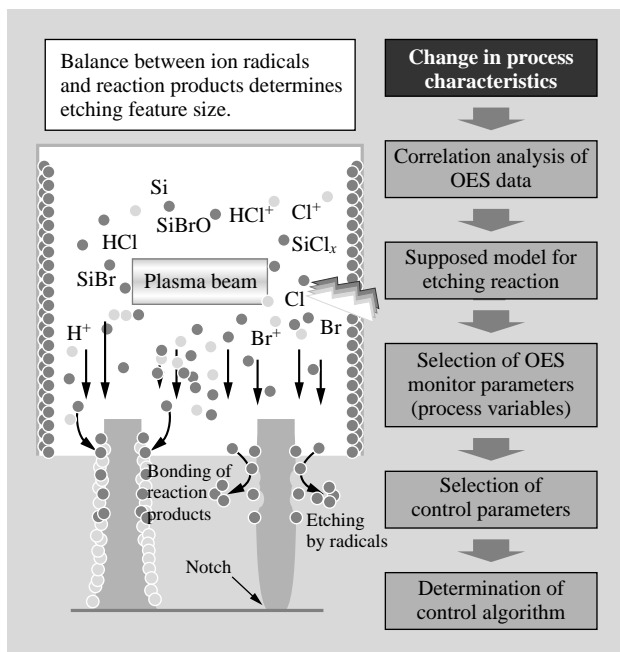 Balance between ion radicals
and reaction products determines
etching feature size.
Si
HCl⁺
Cl⁺
SiBrO
HCl
SiClₓ
SiBr
Plasma beam
Cl
H⁺
Br⁺
Br
Bonding of
reaction
products
Etching
by radicals
Notch
Change in process
characteristics
Correlation analysis of
OES data
Supposed model for
etching reaction
Selection of OES
monitor parameters
(process variables)
Selection of
control parameters
Determination of
control algorithm